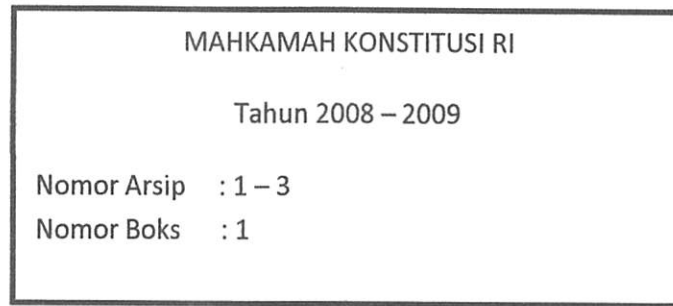 MAHKAMAH KONSTITUSI RI
Tahun 2008 – 2009
Nomor Arsip : 1 – 3
Nomor Boks : 1